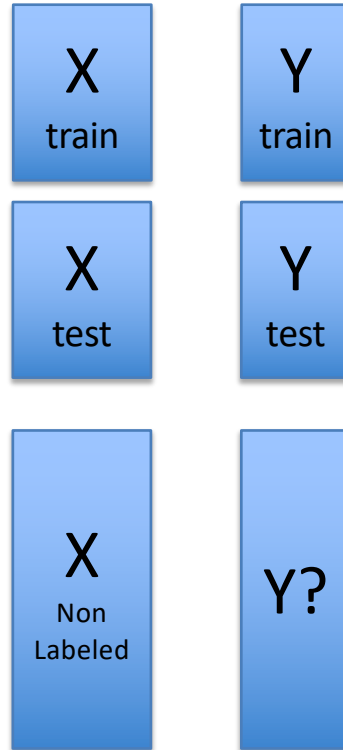 X
train
Y
train
X
test
Y
test
X
Non
Labeled
Y?